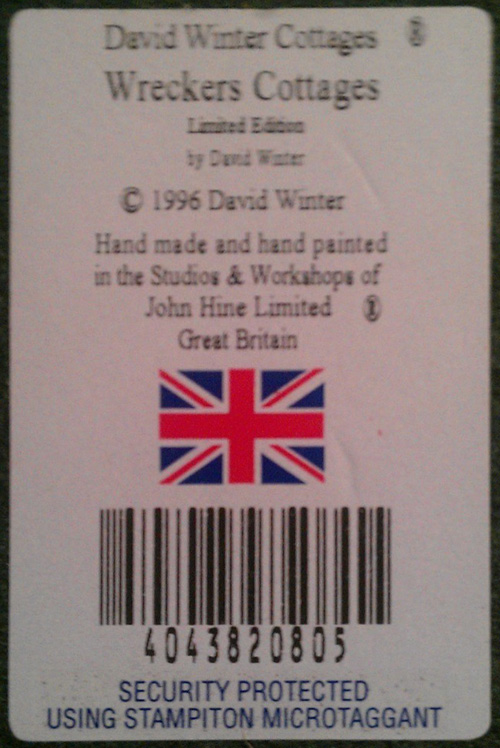 David Winter Cottages ®
Wreckers Cottages
Limited Edition
by David Winter
© 1996 David Winter
Hand made and hand painted
in the Studios & Workshops of
John Hine Limited ®
Great Britain
4043820805
SECURITY PROTECTED
USING STAMPITON MICROTAGGANT